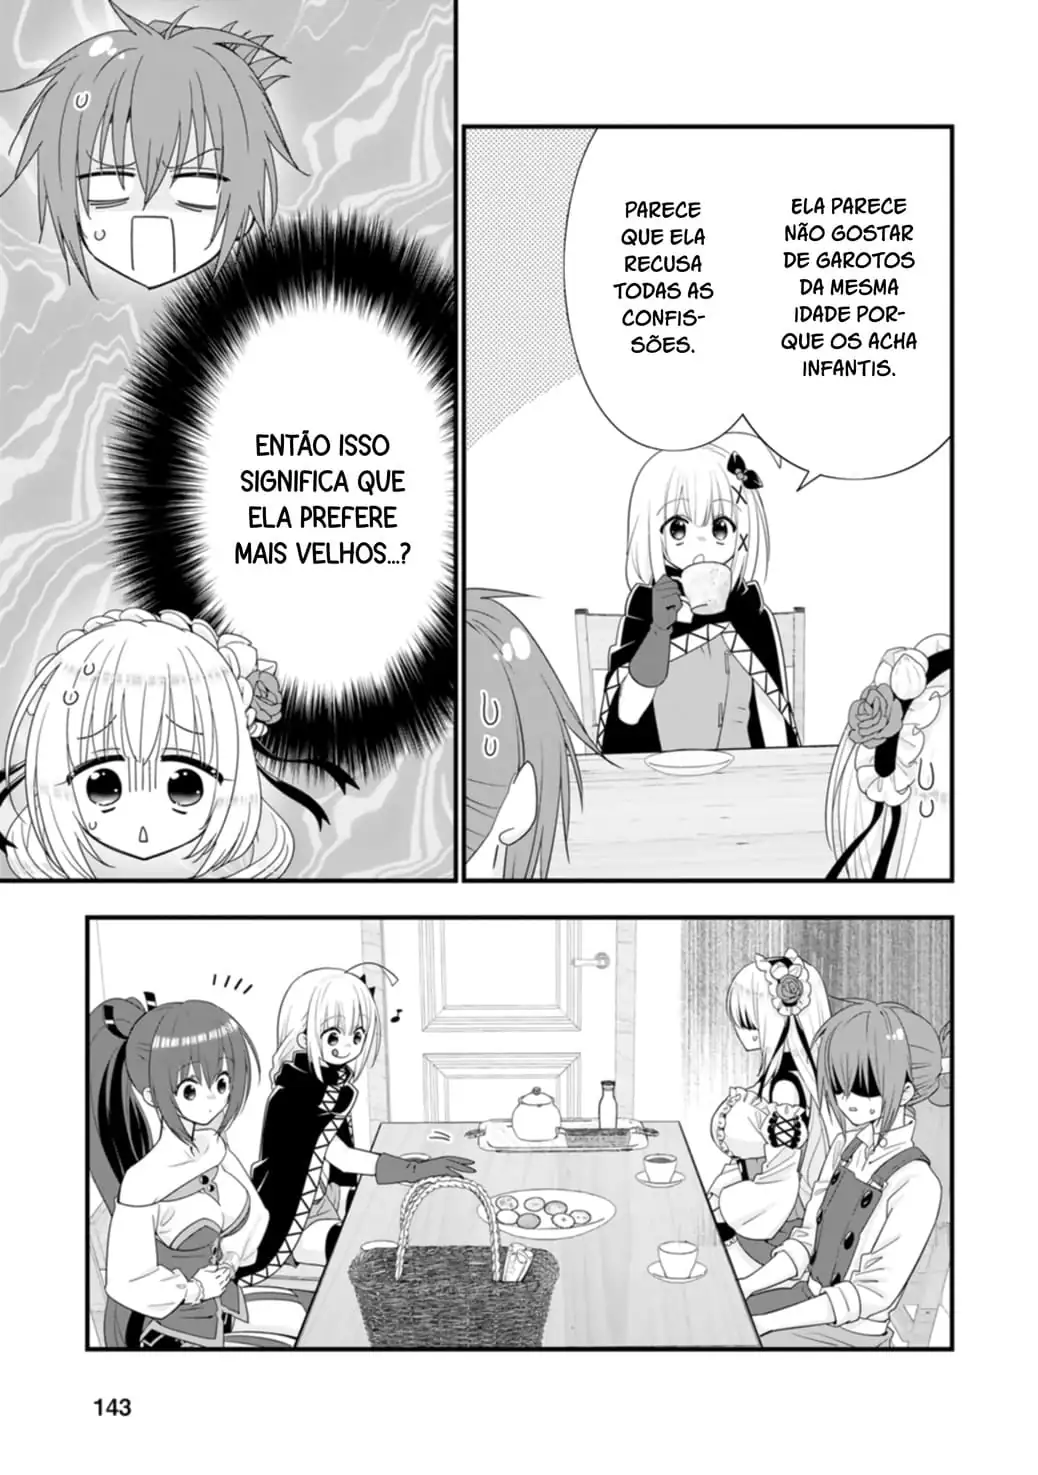 ELA PARECE
NÃO GOSTAR
DE GAROTOS
DA MESMA
IDADE POR-
QUE OS ACHA
INFANTIS.
PARECE
QUE ELA
RECUSA
TODAS AS
CONFIS-
SÕES.
ENTÃO ISSO
SIGNIFICA QUE
ELA PREFERE
MAIS VELHOS...?
143